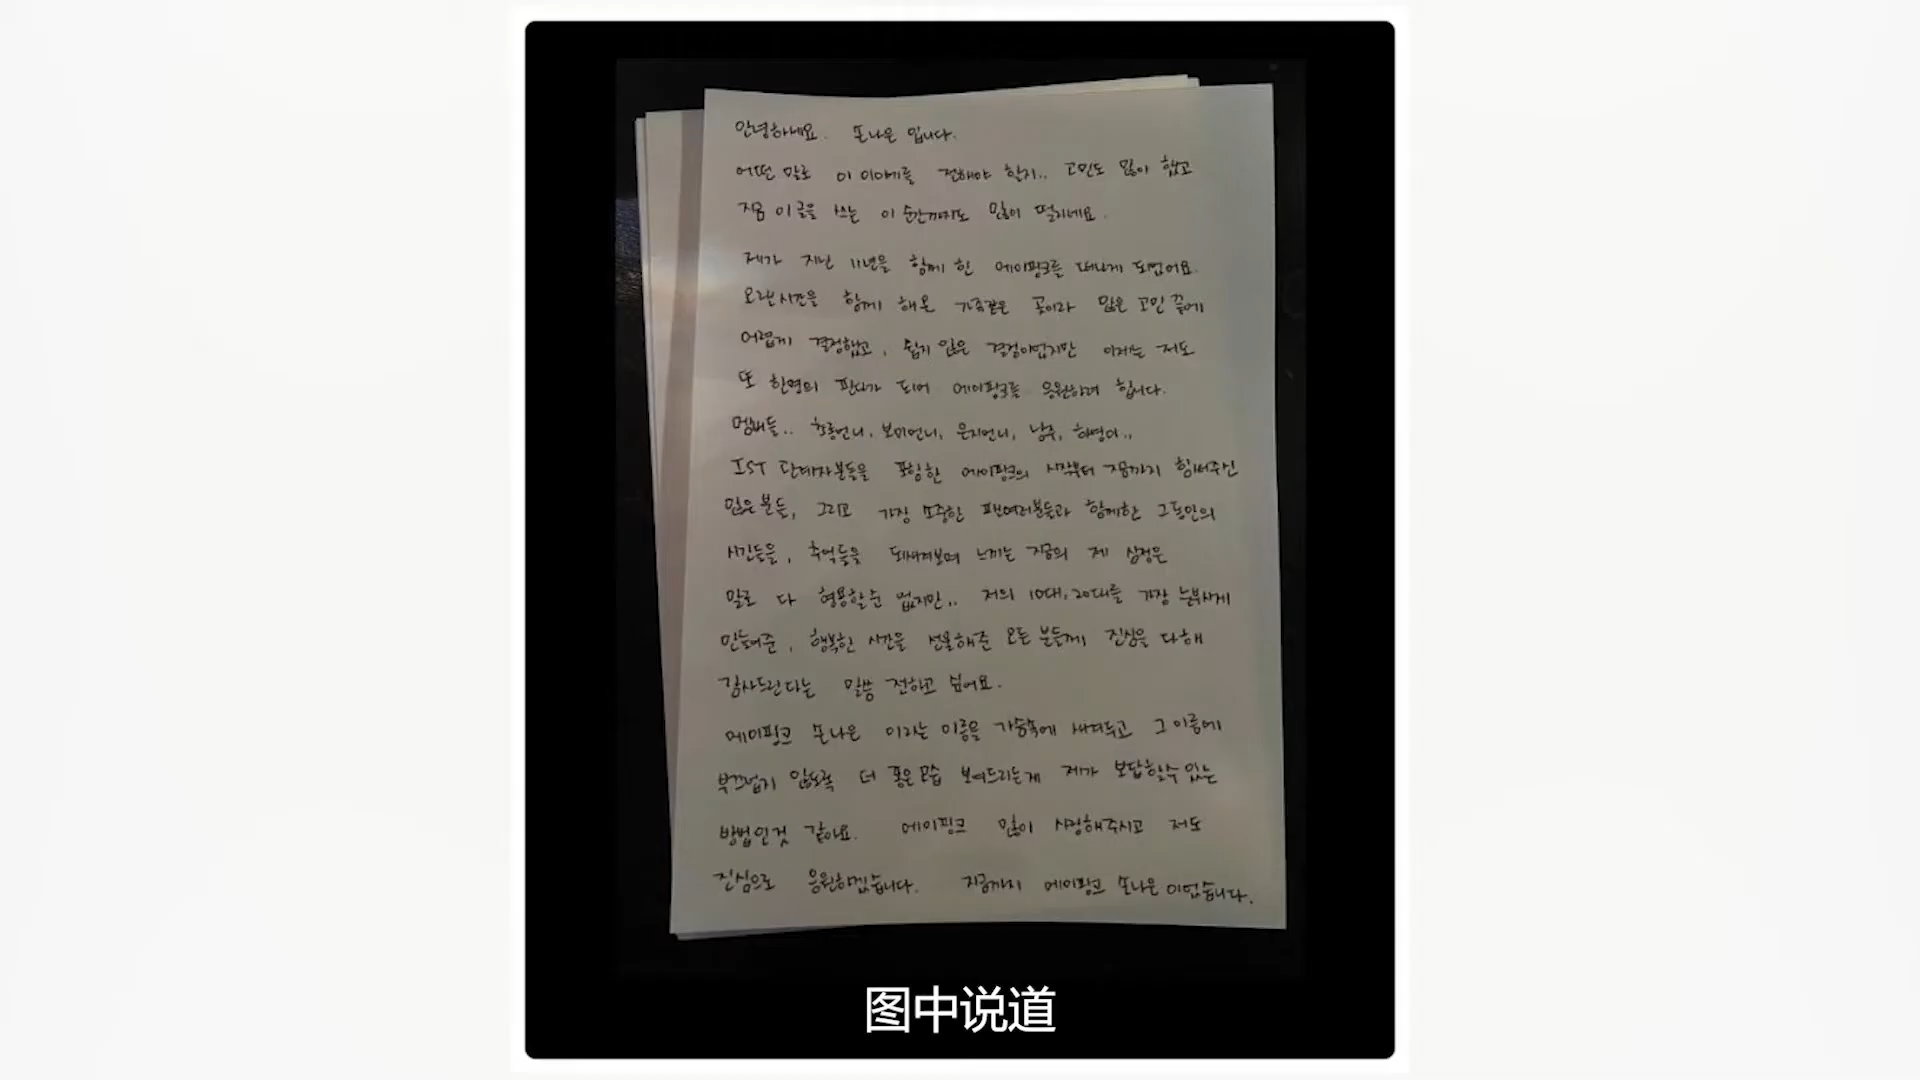 안녕하세요. 손나은 입니다.
어떤 말로 이 이야기를 전해야 할지.. 고민도 많이 했고
지금 이 글을 쓰는 이 순간까지도 많이 떨리네요.
제가 지난 11년을 함께 한 에이핑크를 떠나게 되었어요.
오랜시간을 함께 해온 가족같은 곳이라 많은 고민 끝에
어렵게 결정했고, 쉽지 않은 결정이었지만 이제는 저도
또 한명의 판다가 되어 에이핑크를 응원하려 합니다.
멤버들.. 초롱언니, 보미언니, 은지언니, 남주, 하영아..
IST 관계자분들을 포함한 에이핑크의 시작부터 지금까지 힘써주신
많은분들, 그리고 가장 소중한 팬여러분들과 함께한 그동안의
시간들을, 추억들을 되새겨보며 느끼는 지금의 제 심정은
말로 다 형용할순 없지만.. 저의 10대, 20대를 가장 눈부시게
만들어준, 행복한 시간을 선물해준 모든 분들께 진심을 다해
감사드린다는 말씀 전하고 싶어요.
에이핑크 손나은 이라는 이름을 가슴속에 새겨두고 그 이름에
부끄럽지 않도록 더 좋은모습 보여드리는게 제가 보답할수 있는
방법인것 같아요. 에이핑크 많이 사랑해주시고 저도
진심으로 응원하겠습니다. 지금까지 에이핑크 손나은이었습니다.
图中说道